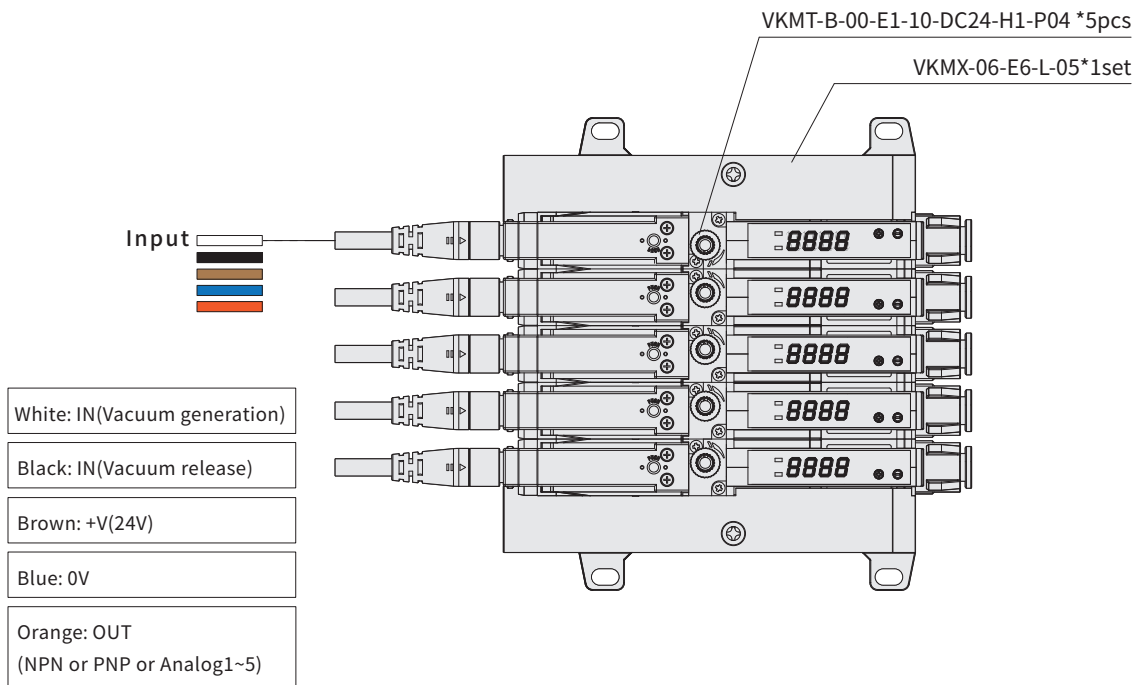 VKMT-B-00-E1-10-DC24-H1-P04 *5pcs
VKMX-06-E6-L-05*1set
Input
8888
8888
8888
8888
8888
White: IN(Vacuum generation)
Black: IN(Vacuum release)
Brown: +V(24V)
Blue: 0V
Orange: OUT
(NPN or PNP or Analog1~5)